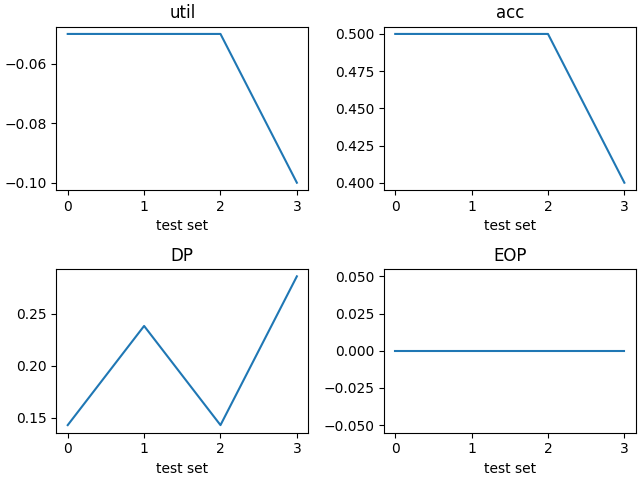 util
−0.06
−0.08
−0.10
0 1 2 3
test set
acc
0.500
0.475
0.450
0.425
0.400
0 1 2 3
test set
DP
0.25
0.20
0.15
0 1 2 3
test set
EOP
0.050
0.025
0.000
−0.025
−0.050
0 1 2 3
test set